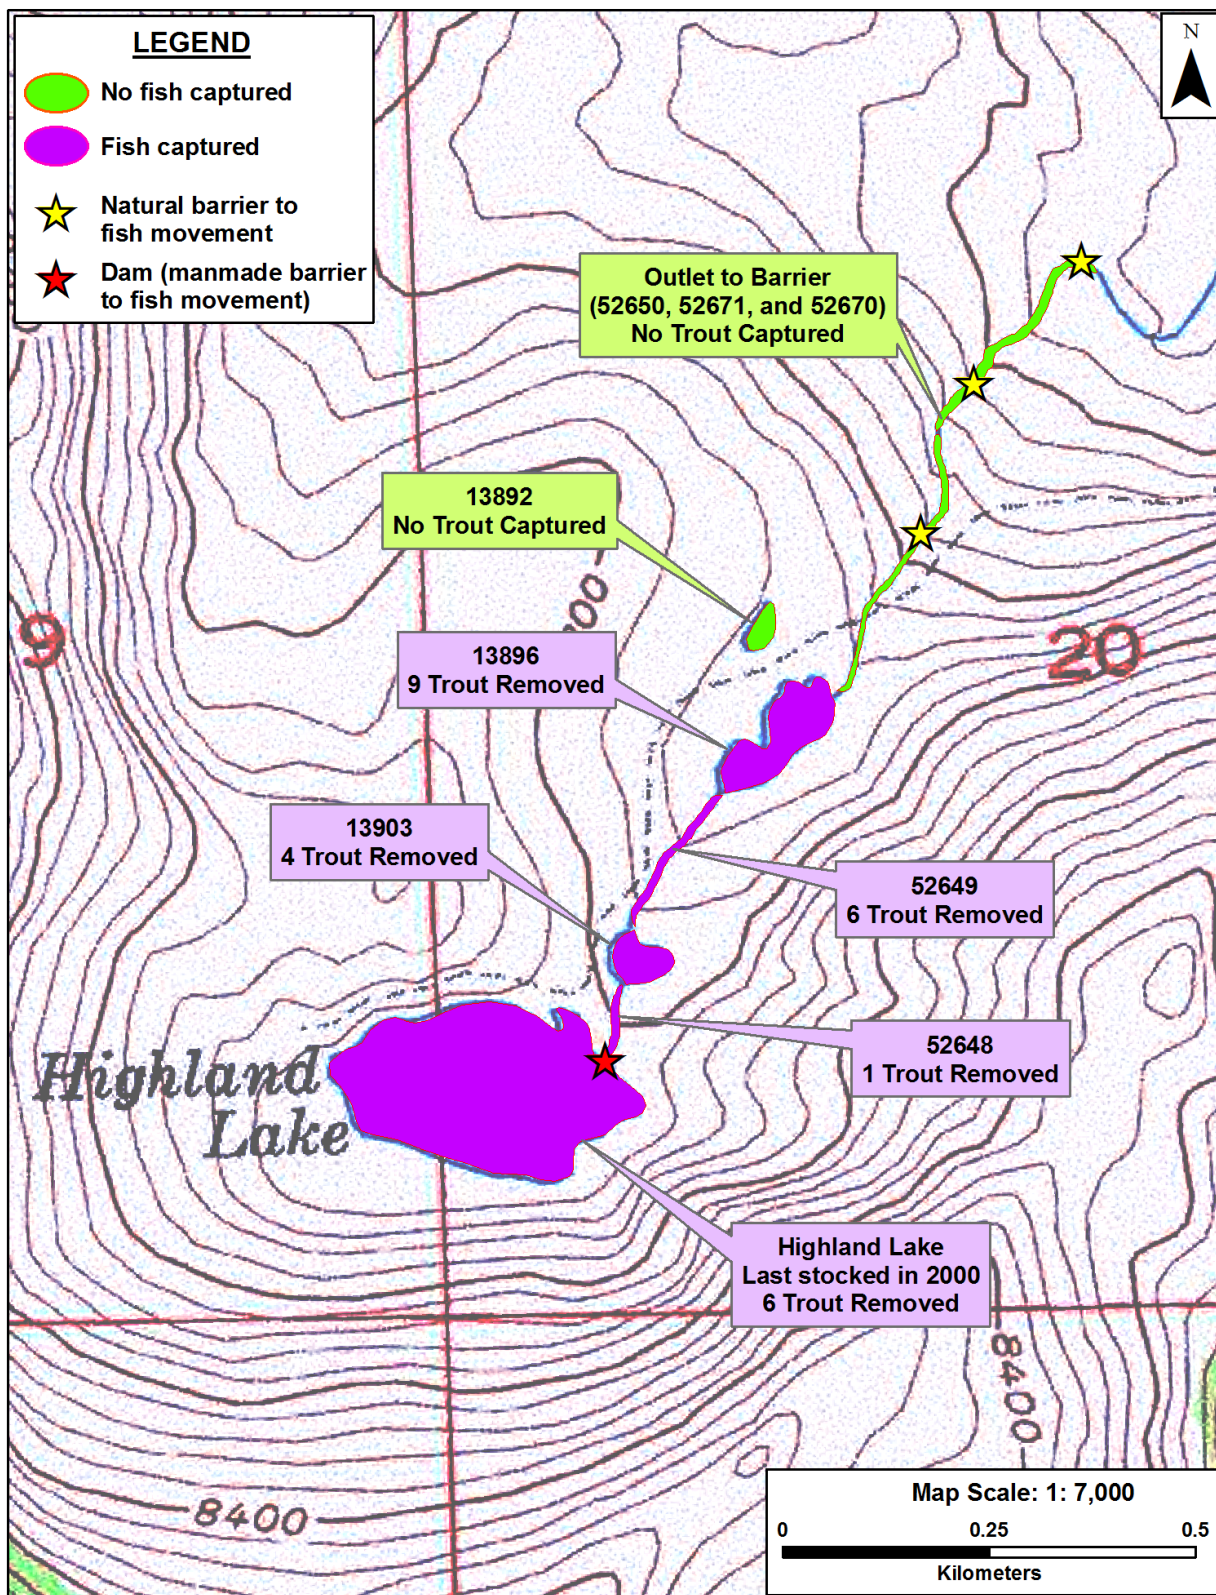 LEGEND
No fish captured
Fish captured
Natural barrier to
fish movement
Dam (manmade barrier
to fish movement)
N
Outlet to Barrier
(52650, 52671, and 52670)
No Trout Captured
13892
No Trout Captured
9
20
13896
9 Trout Removed
13903
4 Trout Removed
52649
6 Trout Removed
52648
1 Trout Removed
Highland
Lake
Highland Lake
Last stocked in 2000
6 Trout Removed
8400
8400
Map Scale: 1: 7,000
0 0.25 0.5
Kilometers